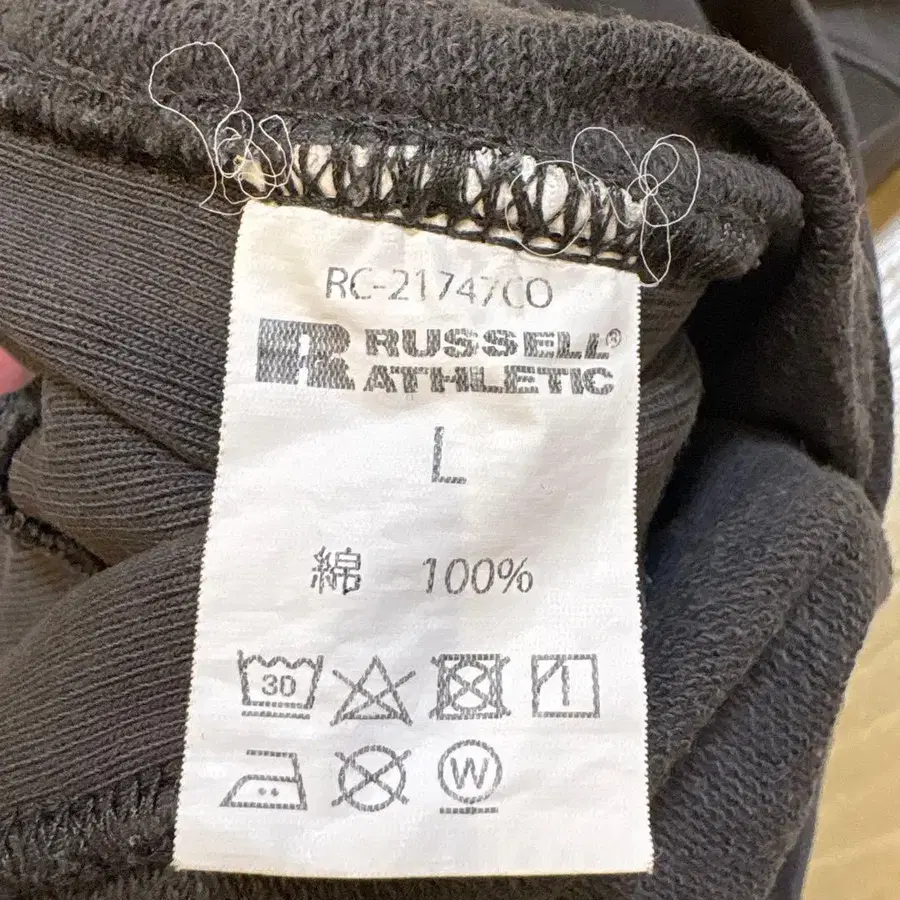 RC-21747CO
R RUSSELL®
ATHLETIC
L
綿 100%
30
W